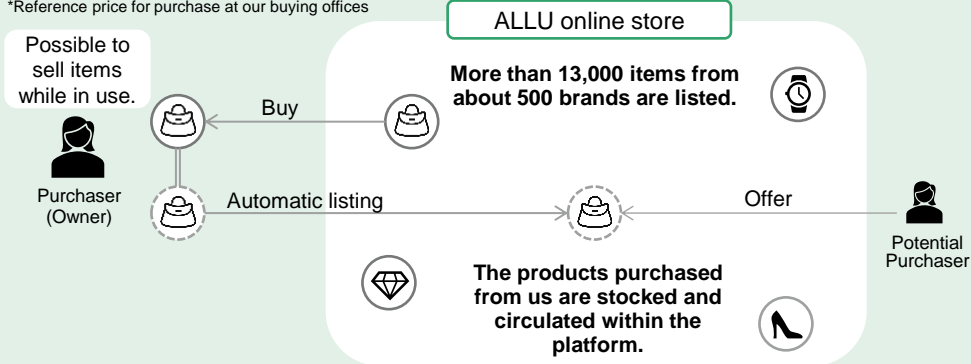 *Reference price for purchase at our buying offices
ALLU online store
Possible to
sell items
while in use.
More than 13,000 items from
about 500 brands are listed.
Buy
Purchaser
(Owner)
Automatic listing
Offer
Potential
Purchaser
The products purchased
from us are stocked and
circulated within the
platform.